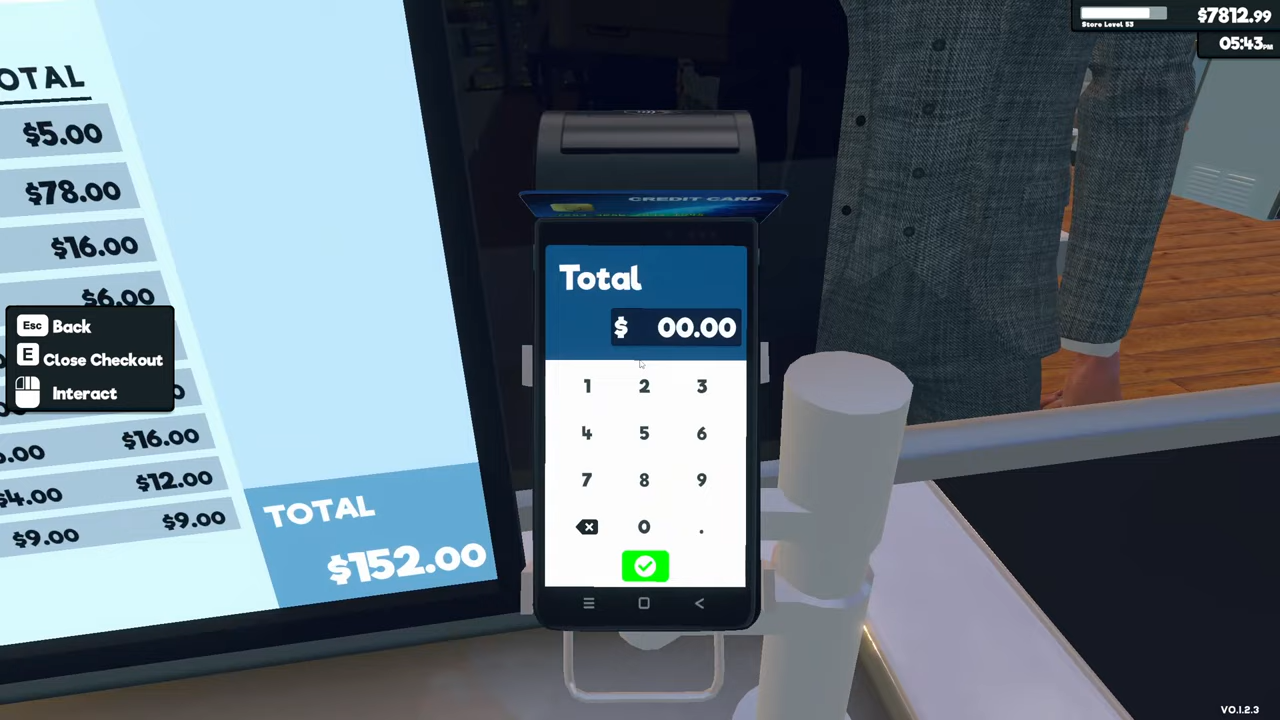 $7812.99
Store Level 53
05:43PM
OTAL
$5.00
$78.00
$16.00
$6.00
Esc Back
E Close Checkout
Interact
$16.00
$4.00 $12.00
$9.00 $9.00
TOTAL
$152.00
CREDIT CARD
Total
$ 00.00
1 2 3
4 5 6
7 8 9
0 .
V0.1.2.3